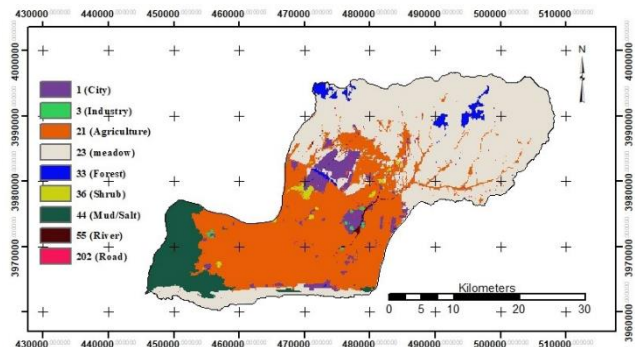 430000 440000 450000 460000 470000 480000 490000 500000 510000
4000000
3990000
3980000
3970000
N
1 (City)
3 (Industry)
21 (Agriculture)
23 (meadow)
33 (Forest)
36 (Shrub)
44 (Mud/Salt)
55 (River)
202 (Road)
Kilometers
0 5 10 20 30
4000000
3990000
3980000
3970000
3960000
430000 440000 450000 460000 470000 480000 490000 500000 510000